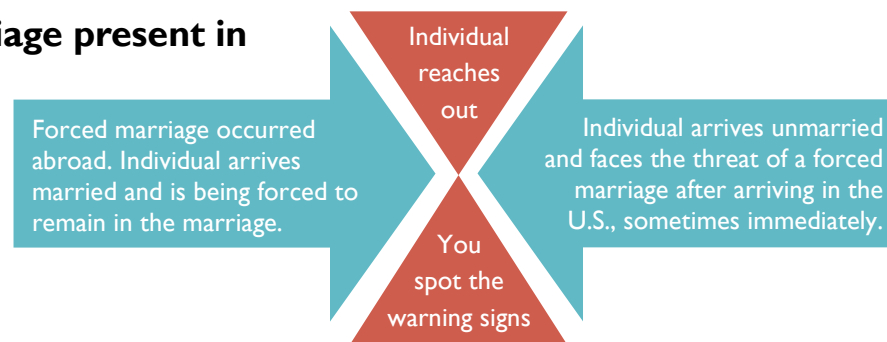 iage present in
Individual
reaches
out
Forced marriage occurred
abroad. Individual arrives
married and is being forced to
remain in the marriage.
Individual arrives unmarried
and faces the threat of a forced
marriage after arriving in the
U.S., sometimes immediately.
You
spot the
warning signs